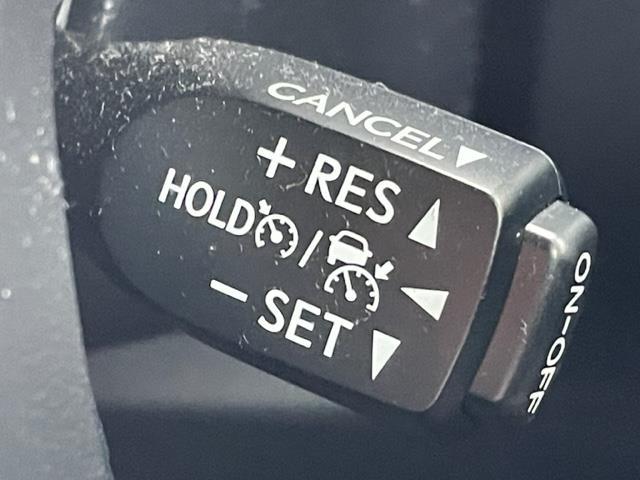 CANCEL▼
+ RES ▲
HOLD / ◀
− SET ▼
ON-OFF